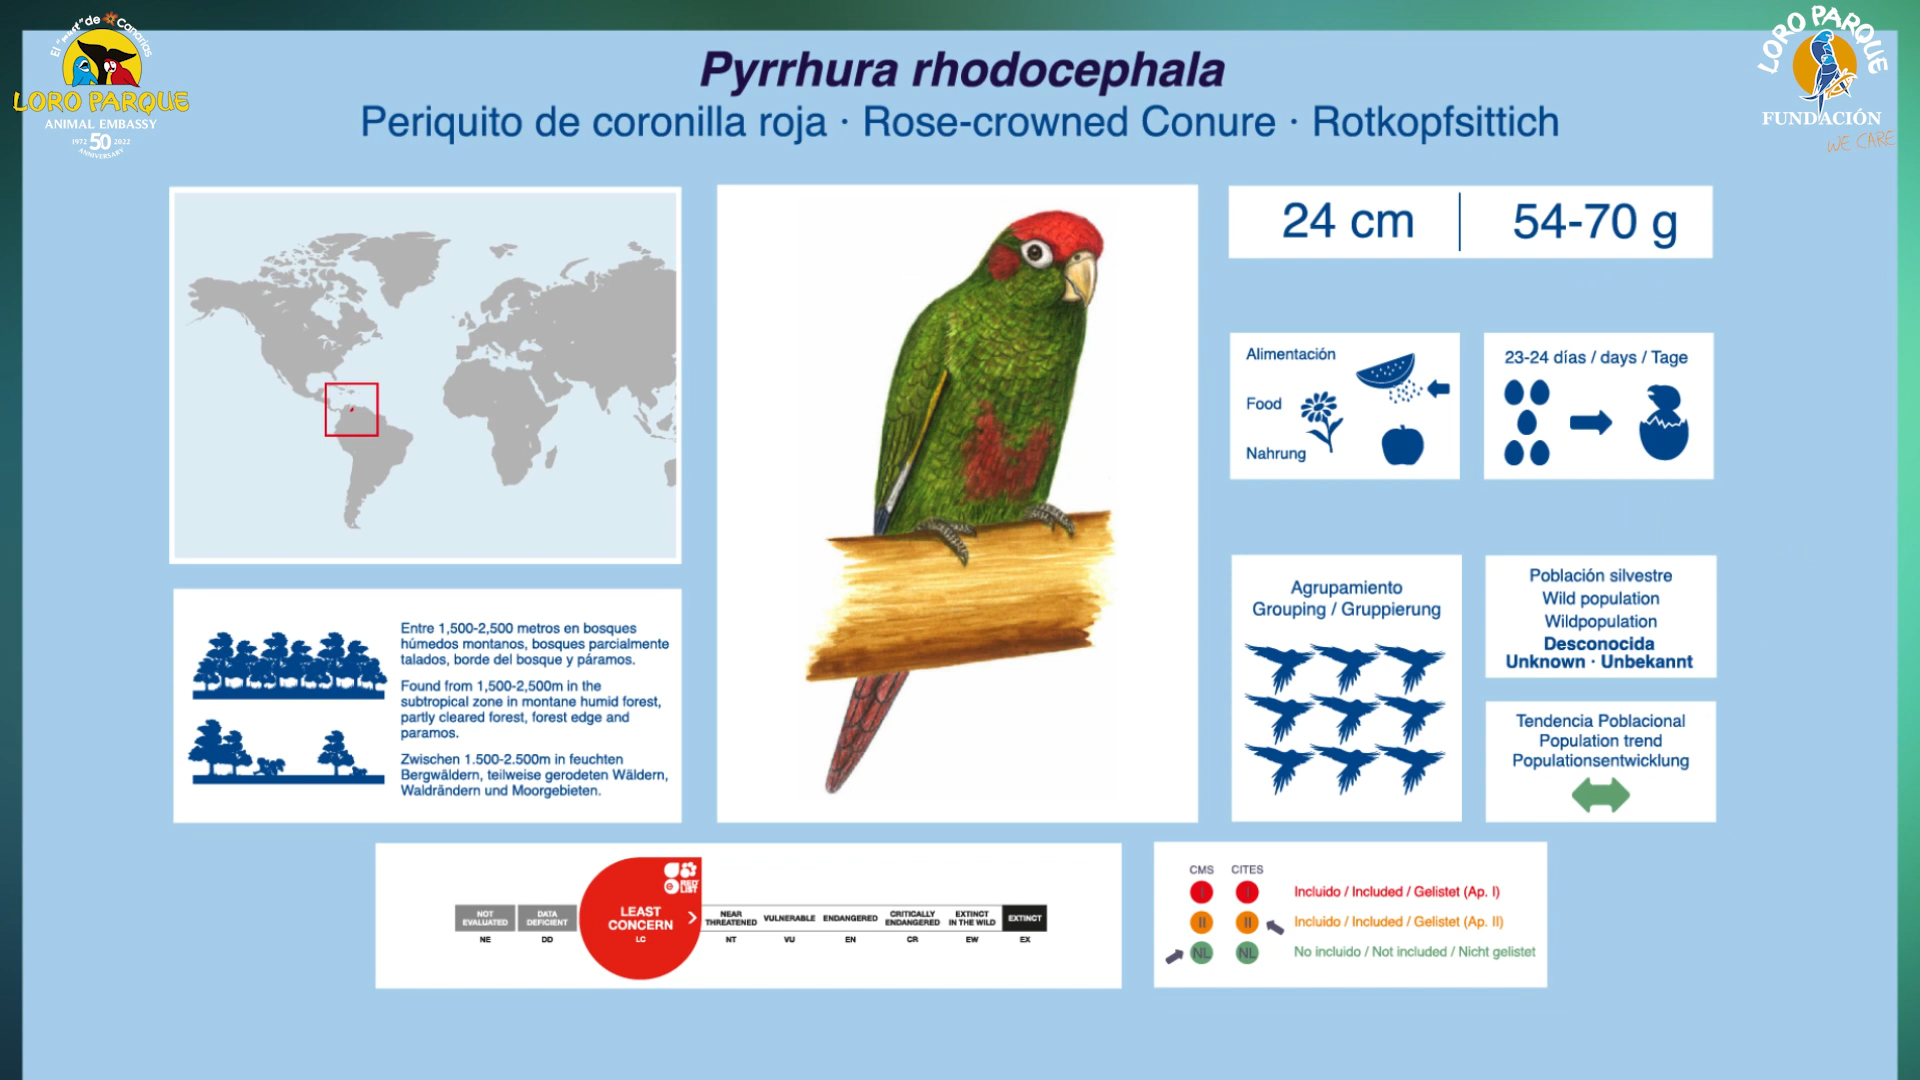 El "must" de Canarias
LORO PARQUE
ANIMAL EMBASSY
1972 50 2022
ANNIVERSARY
LORO PARQUE
FUNDACIÓN
WE CARE
Pyrrhura rhodocephala
Periquito de coronilla roja · Rose-crowned Conure · Rotkopfsittich
24 cm
54-70 g
Alimentación
Food
Nahrung
23-24 días / days / Tage
Entre 1,500-2,500 metros en bosques
húmedos montanos, bosques parcialmente
talados, borde del bosque y páramos.
Found from 1,500-2,500m in the
subtropical zone in montane humid forest,
partly cleared forest, forest edge and
paramos.
Zwischen 1.500-2.500m in feuchten
Bergwäldern, teilweise gerodeten Wäldern,
Waldrändern und Moorgebieten.
Agrupamiento
Grouping / Gruppierung
Población silvestre
Wild population
Wildpopulation
Desconocida
Unknown · Unbekannt
Tendencia Poblacional
Population trend
Populationsentwicklung
RED LIST
NOT EVALUATED
NE
DATA DEFICIENT
DD
LEAST CONCERN
LC
NEAR THREATENED
NT
VULNERABLE
VU
ENDANGERED
EN
CRITICALLY ENDANGERED
CR
EXTINCT IN THE WILD
EW
EXTINCT
EX
CMS CITES
I I Incluido / Included / Gelistet (Ap. I)
II II Incluido / Included / Gelistet (Ap. II)
NL NL No incluido / Not included / Nicht gelistet